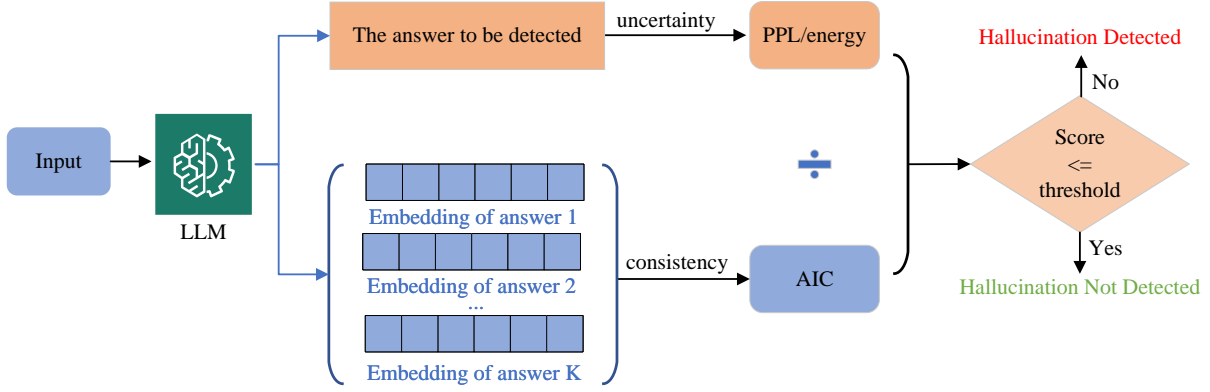 The answer to be detected
uncertainty
PPL/energy
Hallucination Detected
No
Input
LLM
Embedding of answer 1
Embedding of answer 2
...
Embedding of answer K
consistency
÷
AIC
Score
<=
threshold
Yes
Hallucination Not Detected